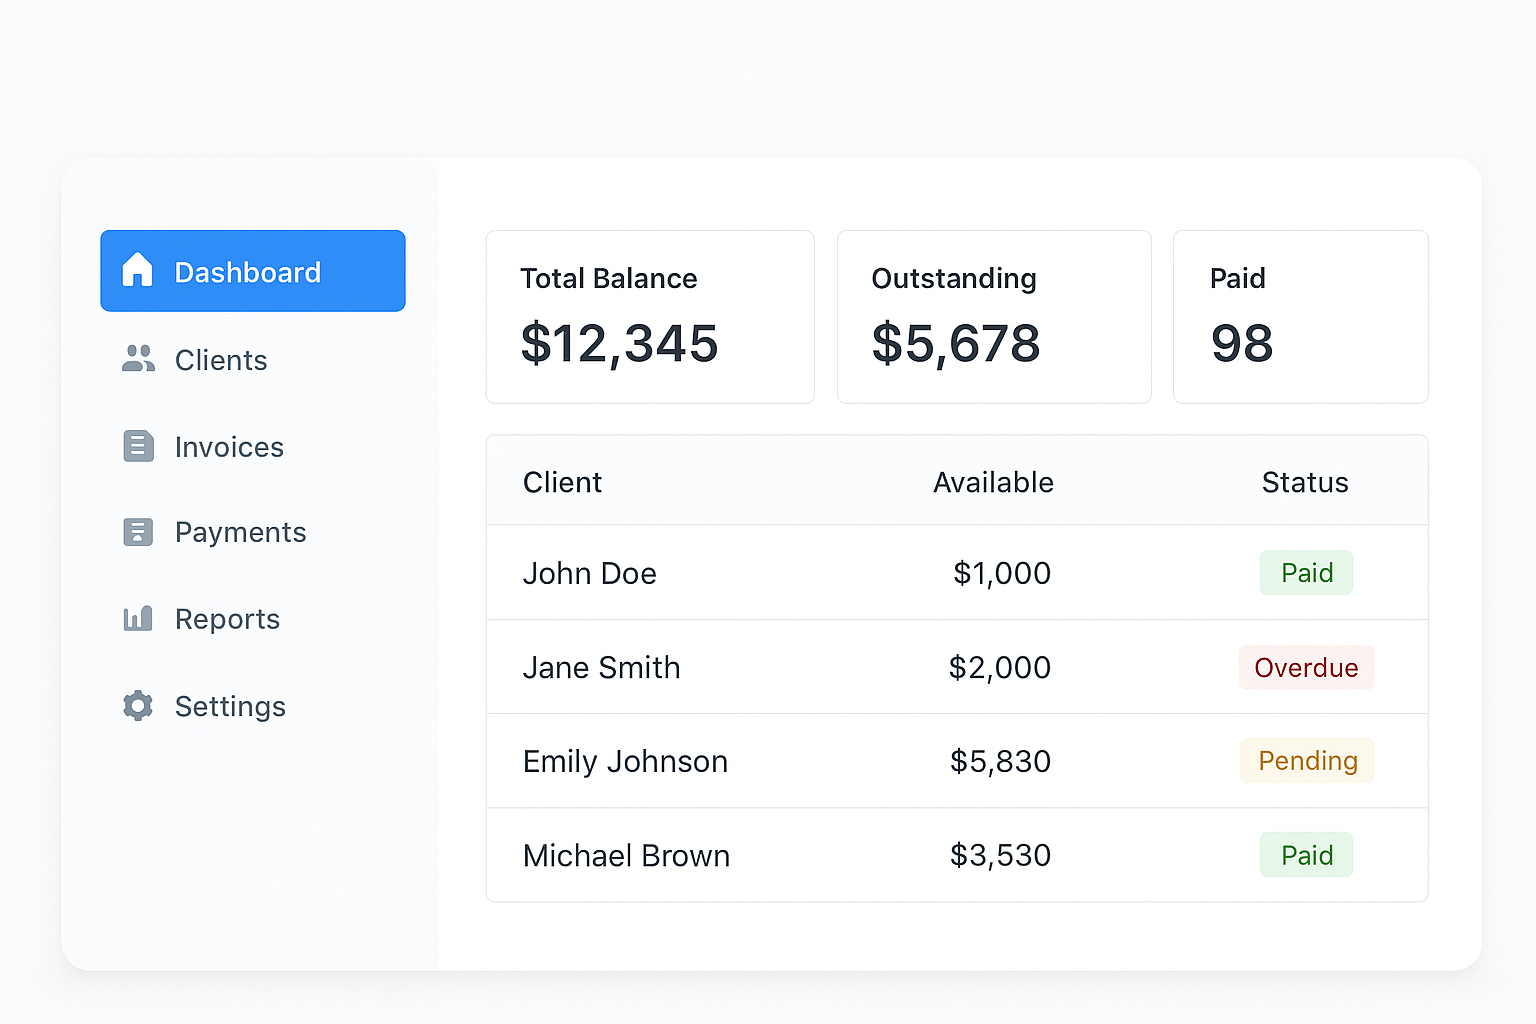 Dashboard
Clients
Invoices
Payments
Reports
Settings
Total Balance
$12,345
Outstanding
$5,678
Paid
98
Client Available Status
John Doe $1,000 Paid
Jane Smith $2,000 Overdue
Emily Johnson $5,830 Pending
Michael Brown $3,530 Paid